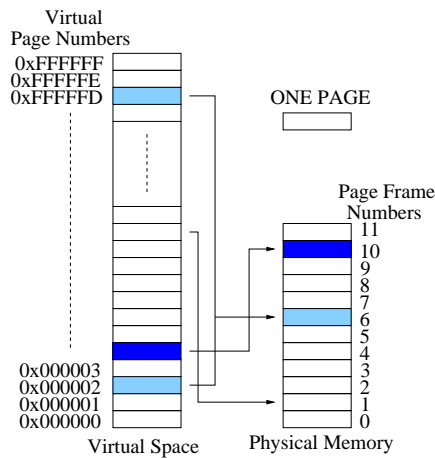 Virtual
Page Numbers
0xFFFFFF
0xFFFFFE
0xFFFFFD
0x000003
0x000002
0x000001
0x000000
Virtual Space
ONE PAGE
Page Frame
Numbers
11
10
9
8
7
6
5
4
3
2
1
0
Physical Memory